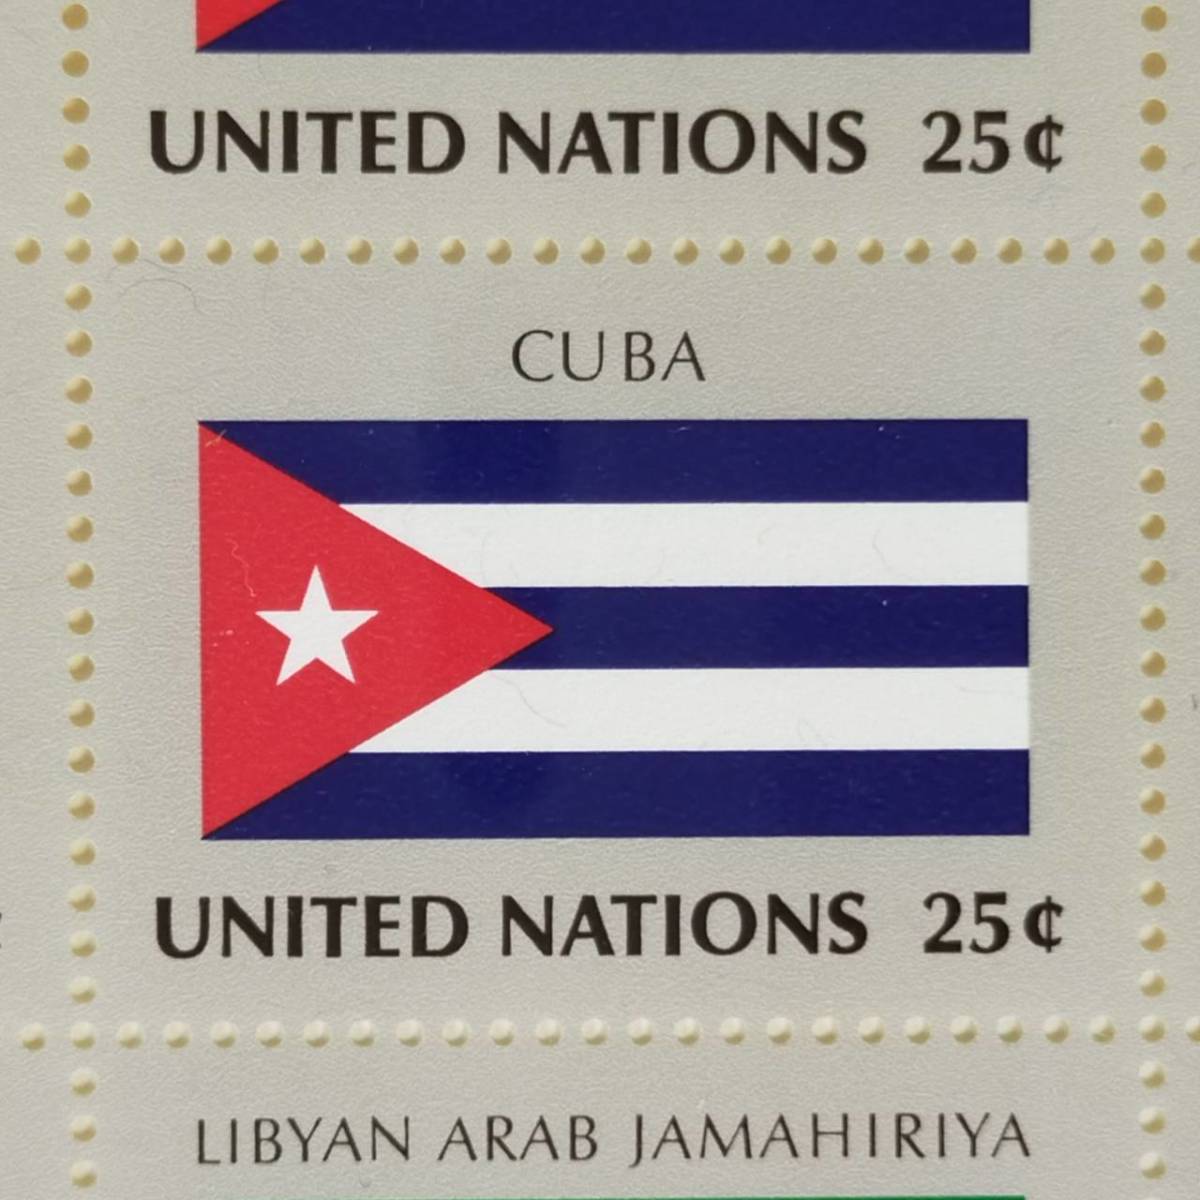 UNITED NATIONS 25¢
CUBA
UNITED NATIONS 25¢
LIBYAN ARAB JAMAHIRIYA